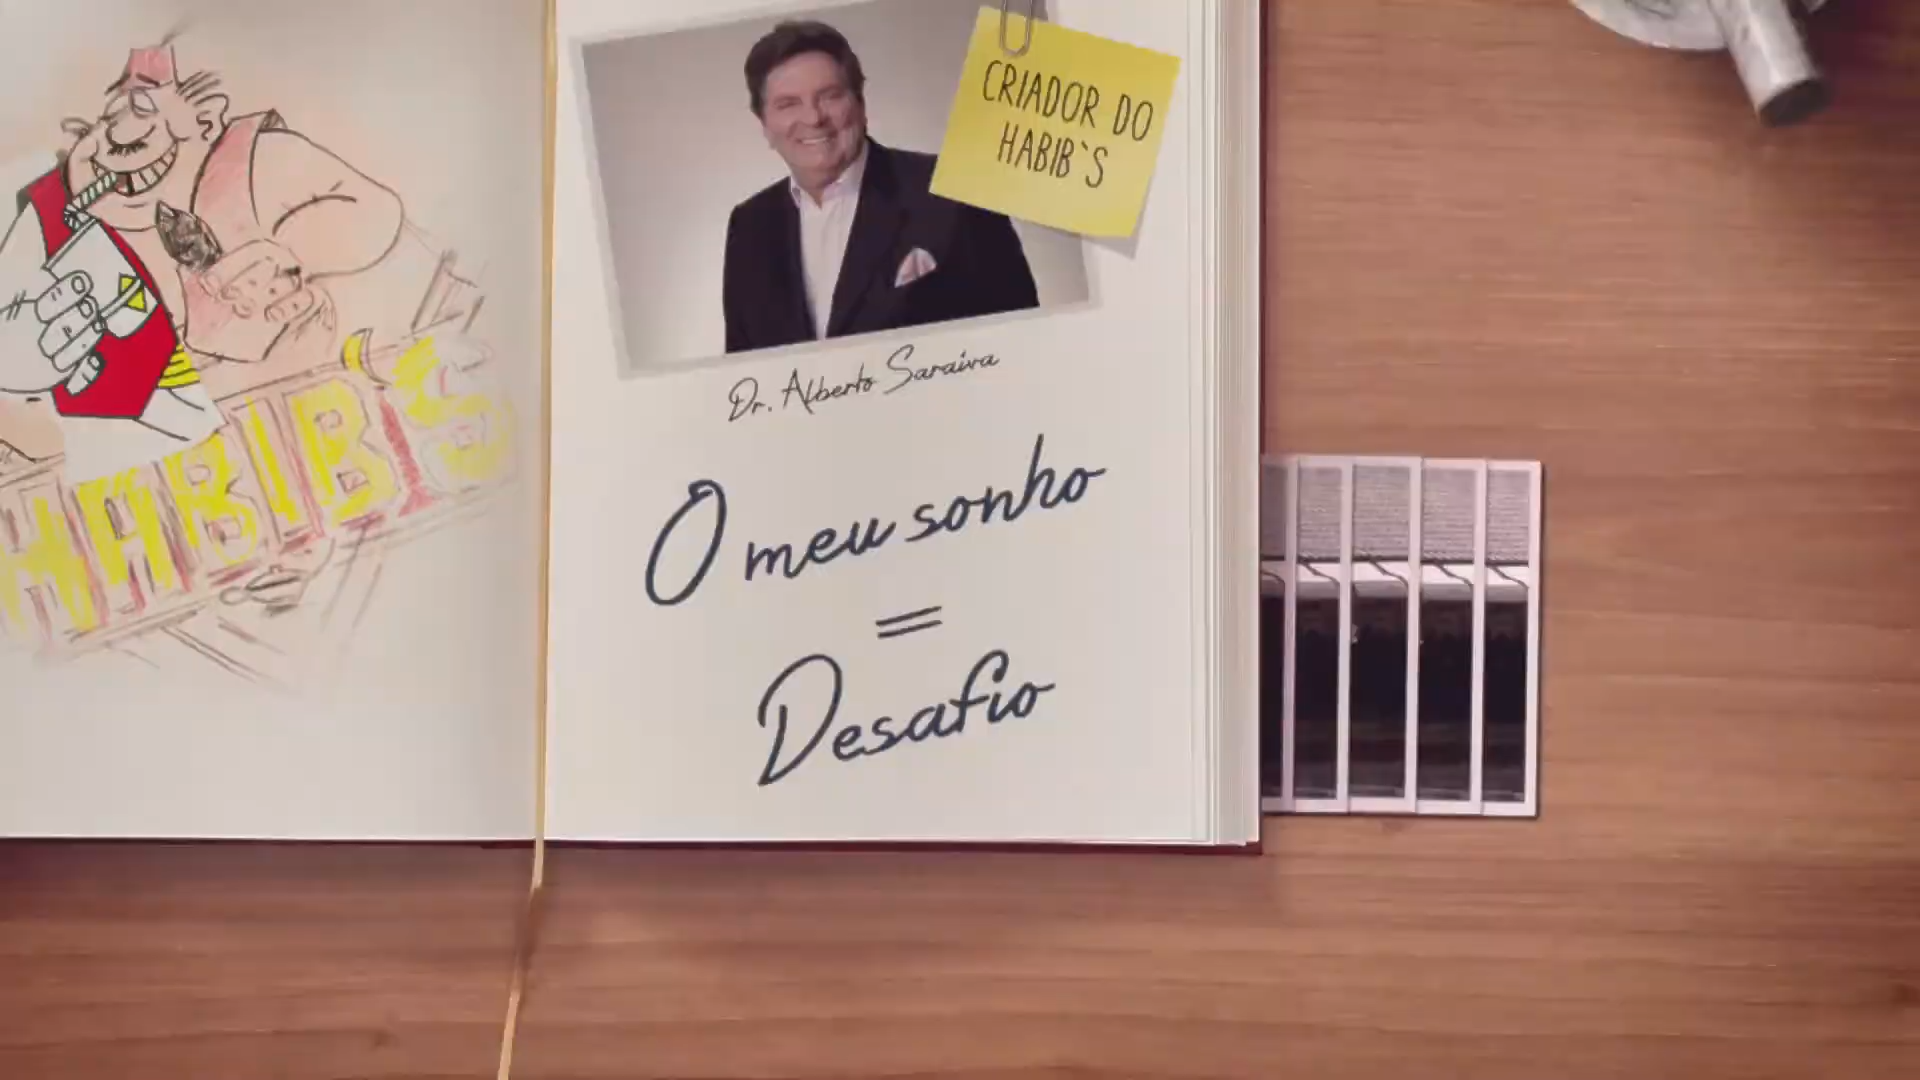 HABIB'S
CRIADOR DO
HABIB`S
Dr. Alberto Saraiva
O meu sonho
=
Desafio